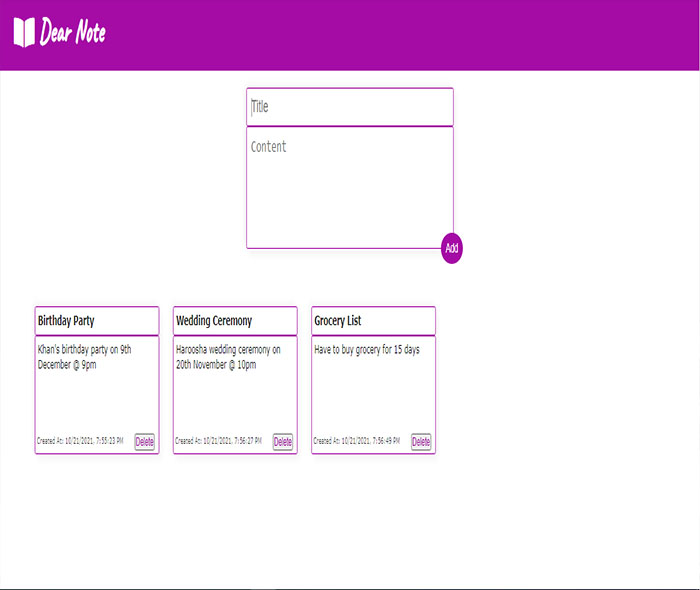 Dear Note
Title
Content
Add
Birthday Party
Khan's birthday party on 9th
December @ 9pm
Created At: 10/21/2021, 7:55:23 PM
Delete
Wedding Ceremony
Haroosha wedding ceremony on
20th November @ 10pm
Created At: 10/21/2021, 7:56:27 PM
Delete
Grocery List
Have to buy grocery for 15 days
Created At: 10/21/2021, 7:56:49 PM
Delete